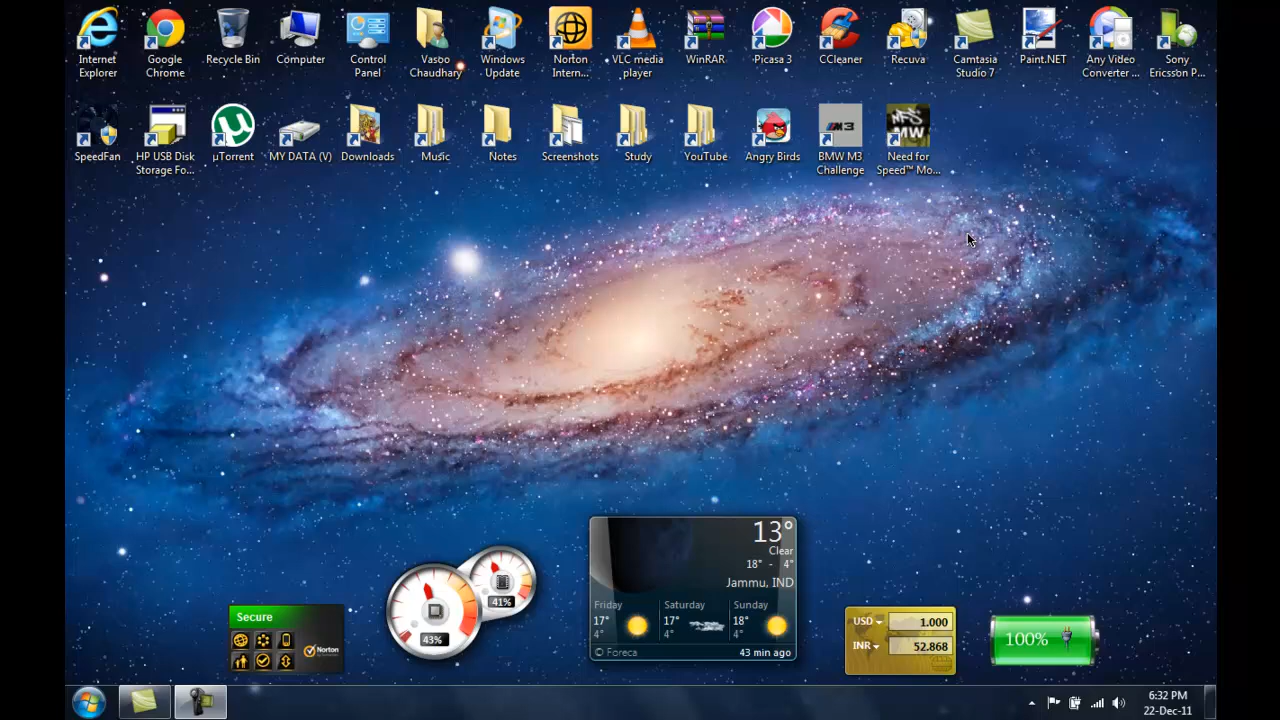 Internet
Explorer
Google
Chrome
Recycle Bin
Computer
Control
Panel
Vasoo
Chaudhary
Windows
Update
Norton
Intern...
VLC media
player
WinRAR
Picasa 3
CCleaner
Recuva
Camtasia
Studio 7
Paint.NET
Any Video
Converter ...
Sony
Ericsson P...
SpeedFan
HP USB Disk
Storage Fo...
µTorrent
MY DATA (V)
Downloads
Music
Notes
Screenshots
Study
YouTube
Angry Birds
M3
BMW M3
Challenge
NFS
MW
Need for
Speed™ Mo...
Secure
Norton
43%
41%
13°
Clear
18° - 4°
Jammu, IND
Friday Saturday Sunday
17° 17° 18°
4° 4° 4°
© Foreca 43 min ago
USD 1.000
INR 52.868
100%
6:32 PM
22-Dec-11